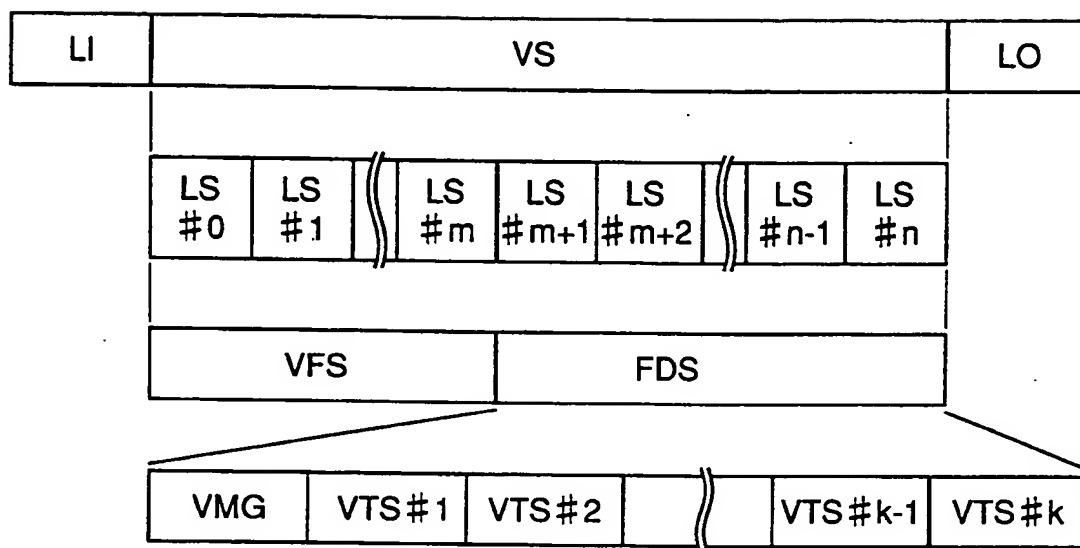 LI VS LO
LS #0 LS #1 LS #m LS #m+1 LS #m+2 LS #n-1 LS #n
VFS FDS
VMG VTS#1 VTS#2 VTS#k-1 VTS#k